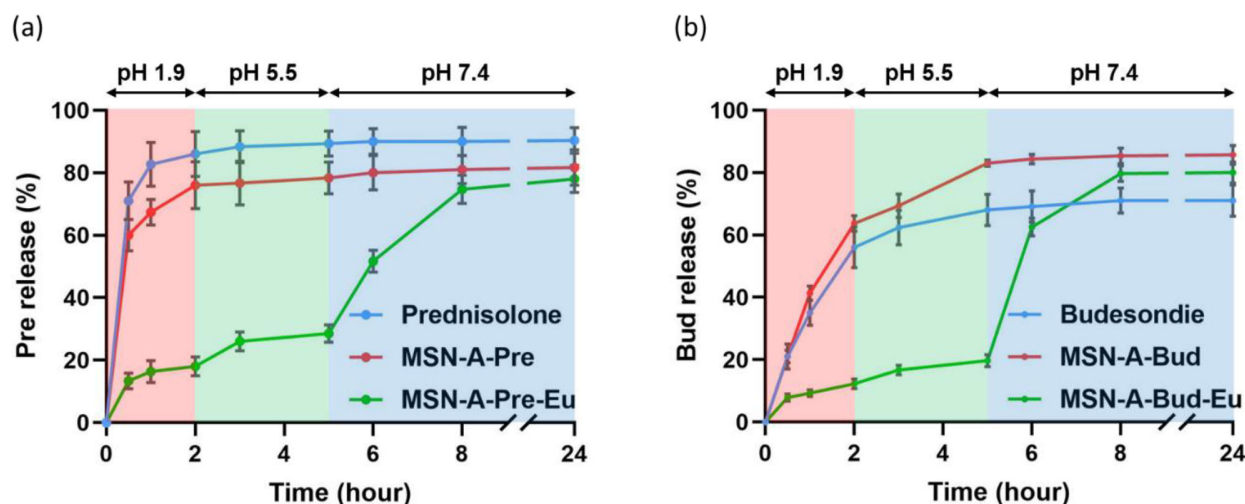 (a)
pH 1.9 pH 5.5 pH 7.4
Pre release (%)
100
80
60
40
20
0
Prednisolone
MSN-A-Pre
MSN-A-Pre-Eu
0 2 4 6 8 24
Time (hour)
(b)
pH 1.9 pH 5.5 pH 7.4
Bud release (%)
100
80
60
40
20
0
Budesondie
MSN-A-Bud
MSN-A-Bud-Eu
0 2 4 6 8 24
Time (hour)